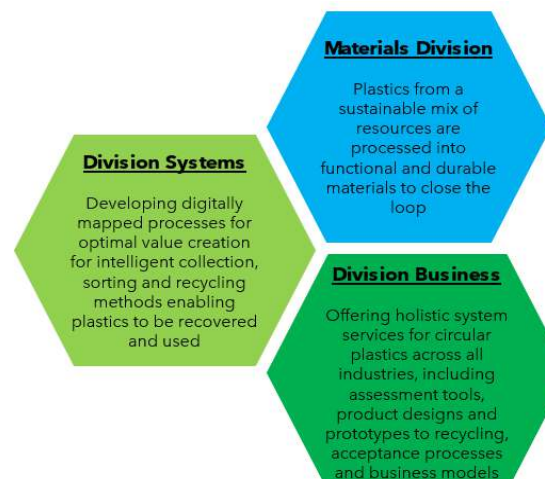 Materials Division
Plastics from a
sustainable mix of
resources are
processed into
functional and durable
materials to close the
loop
Division Systems
Developing digitally
mapped processes for
optimal value creation
for intelligent collection,
sorting and recycling
methods enabling
plastics to be recovered
and used
Division Business
Offering holistic system
services for circular
plastics across all
industries, including
assessment tools,
product designs and
prototypes to recycling,
acceptance processes
and business models